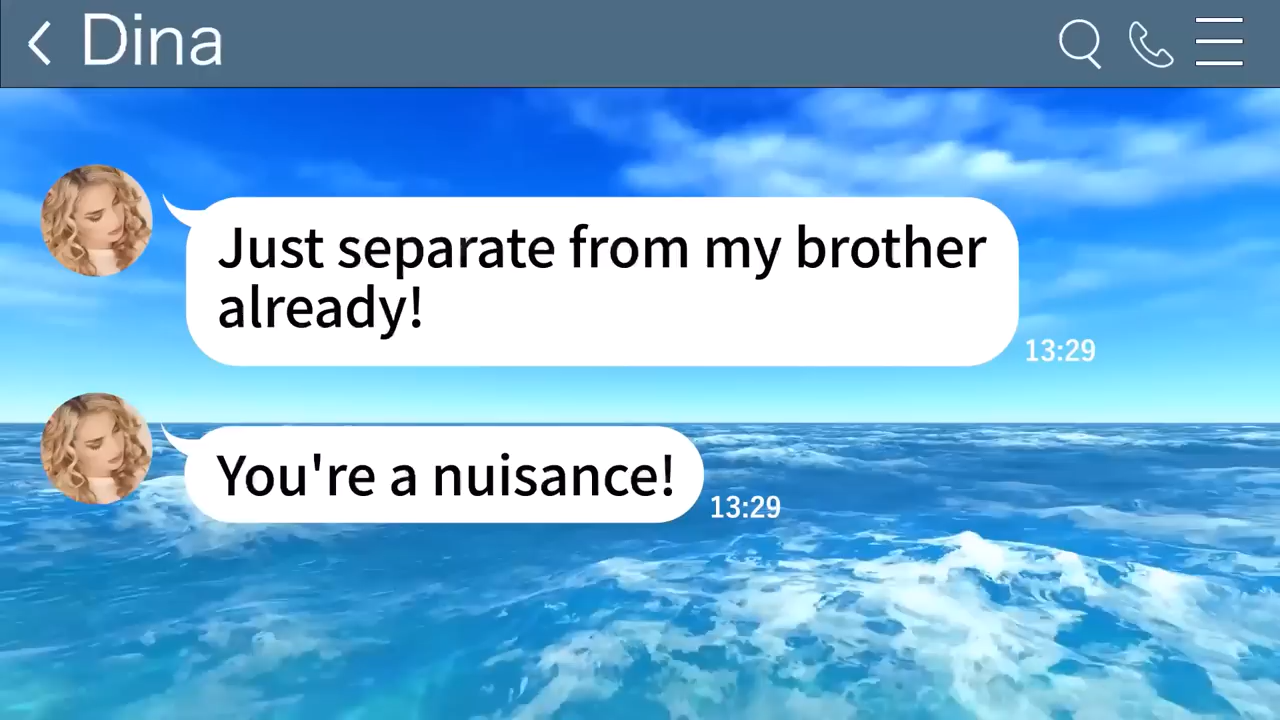 Dina
Just separate from my brother
already!
13:29
You're a nuisance!
13:29